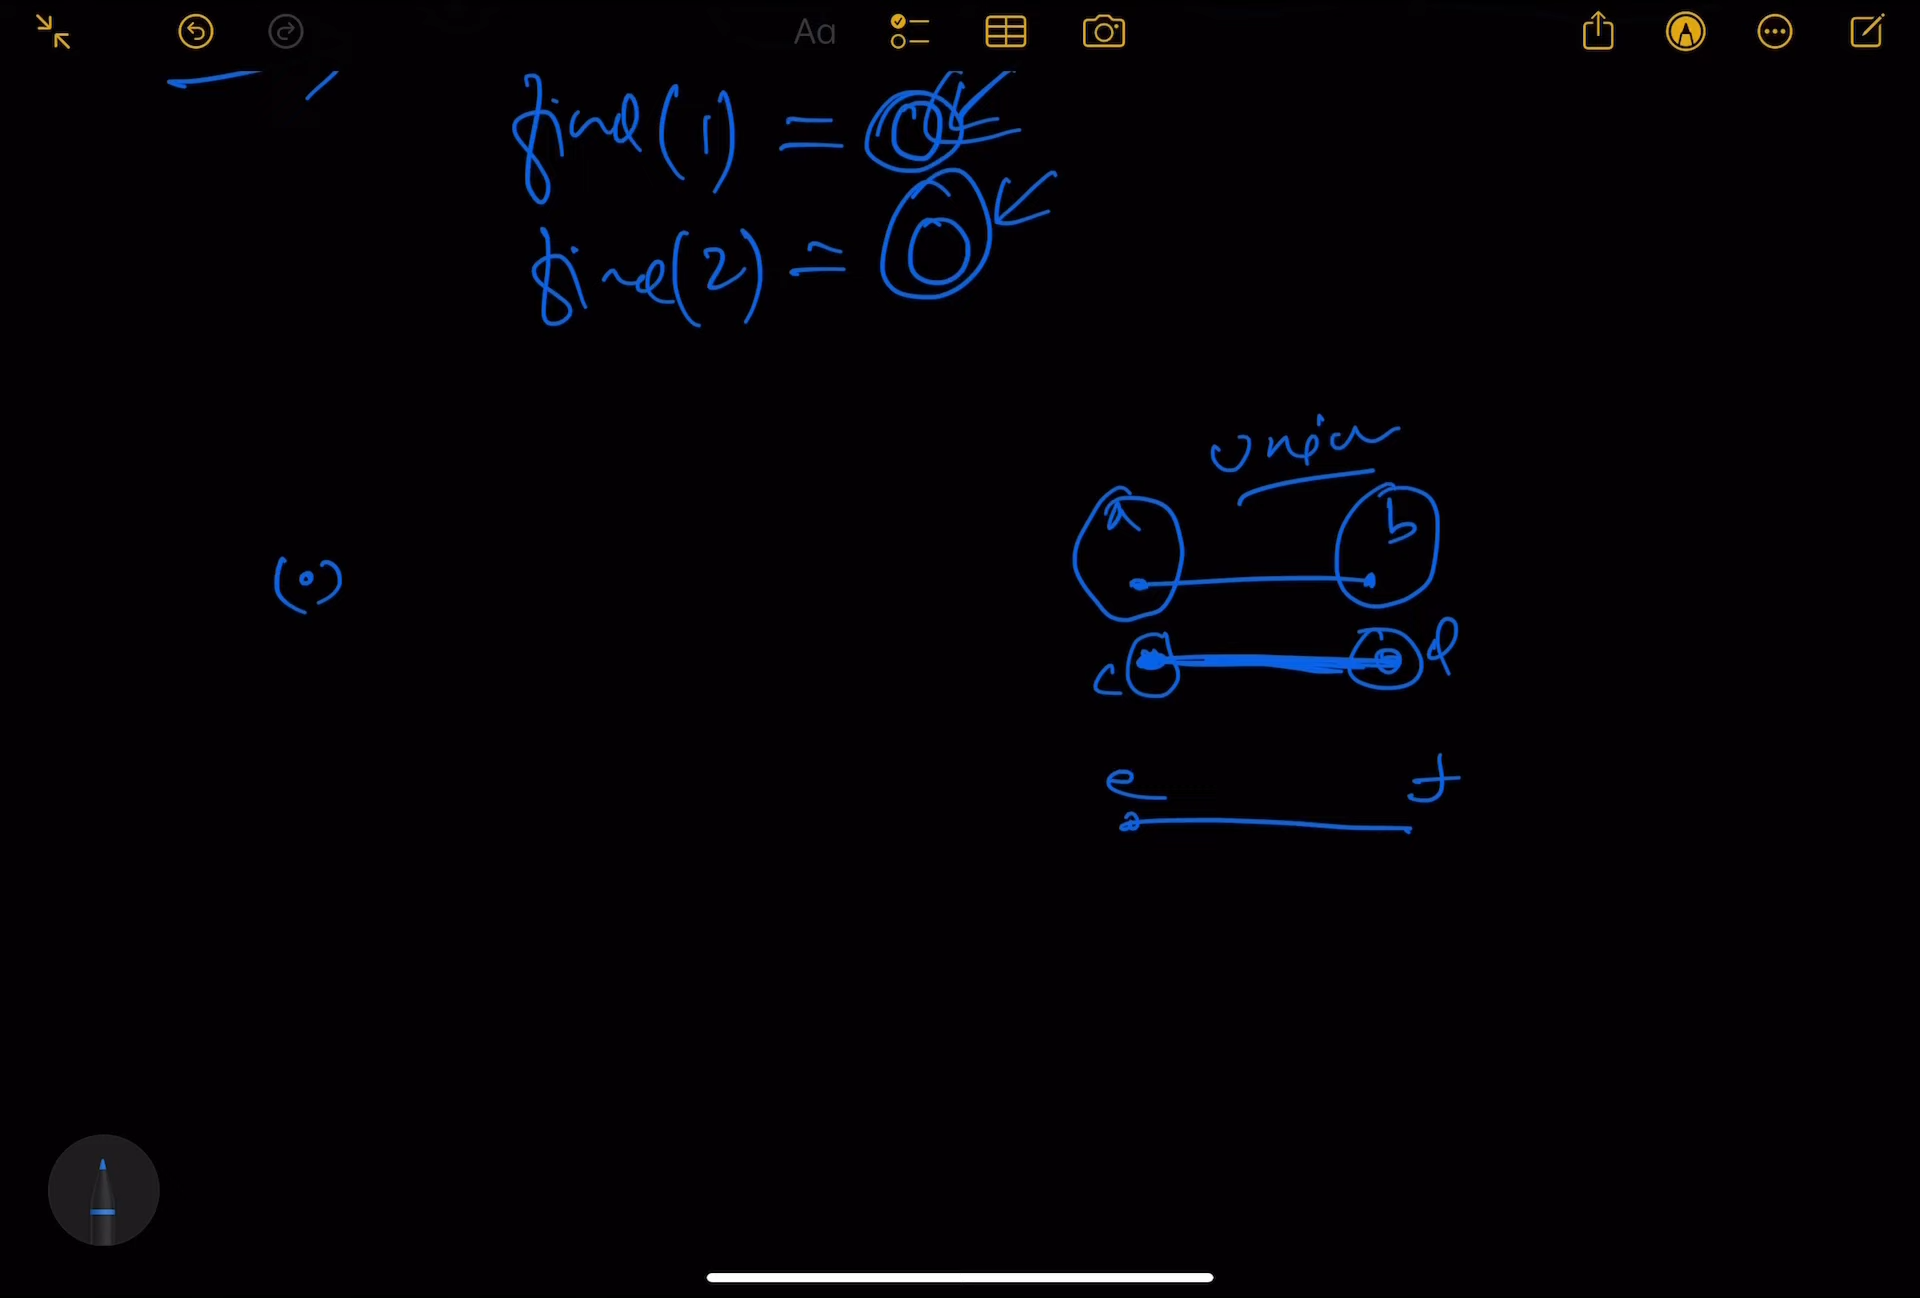 Aa
find(1) = 0
find(2) = 0
union
a b
c d
e f